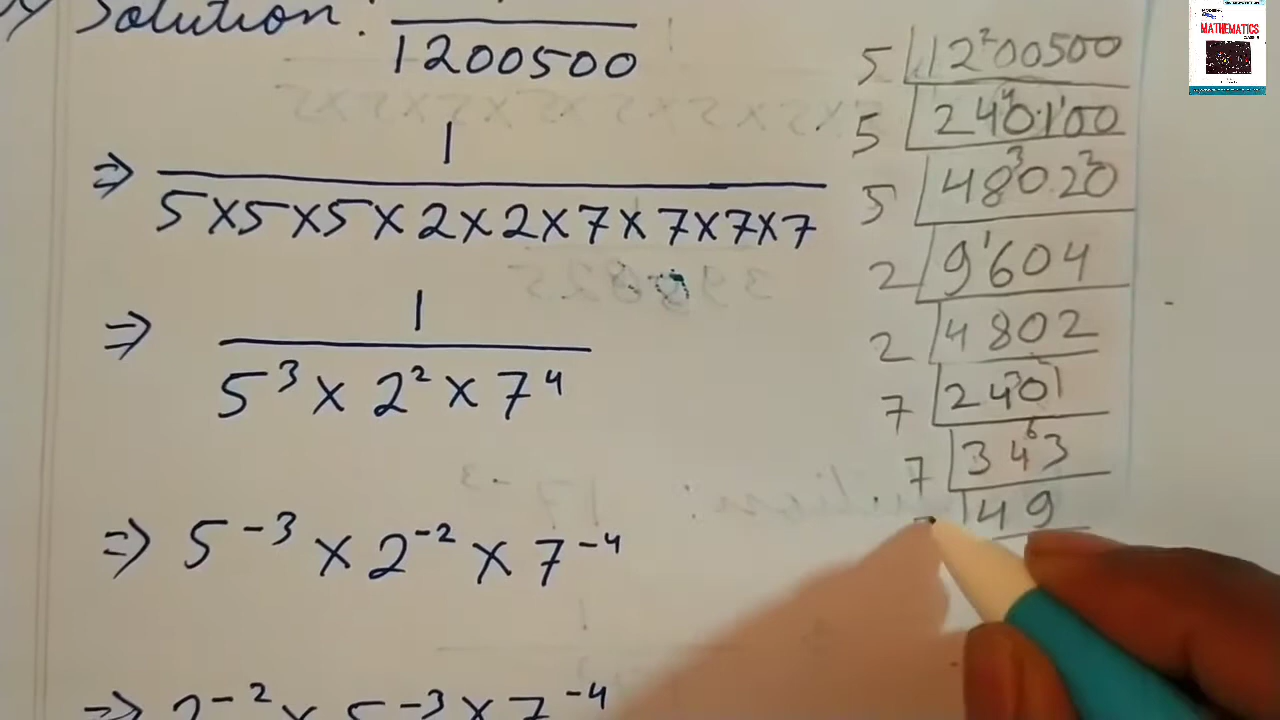 Solution:
1200500
⇒ 1
5×5×5×2×2×7×7×7×7
⇒ 1
5³ × 2² × 7⁴
⇒ 5⁻³ × 2⁻² × 7⁻⁴
⇒ 2⁻² × 5⁻³ × 7⁻⁴
5 1200500
5 240100
5 48020
2 9604
2 4802
7 2401
7 343
49
MATHEMATICS